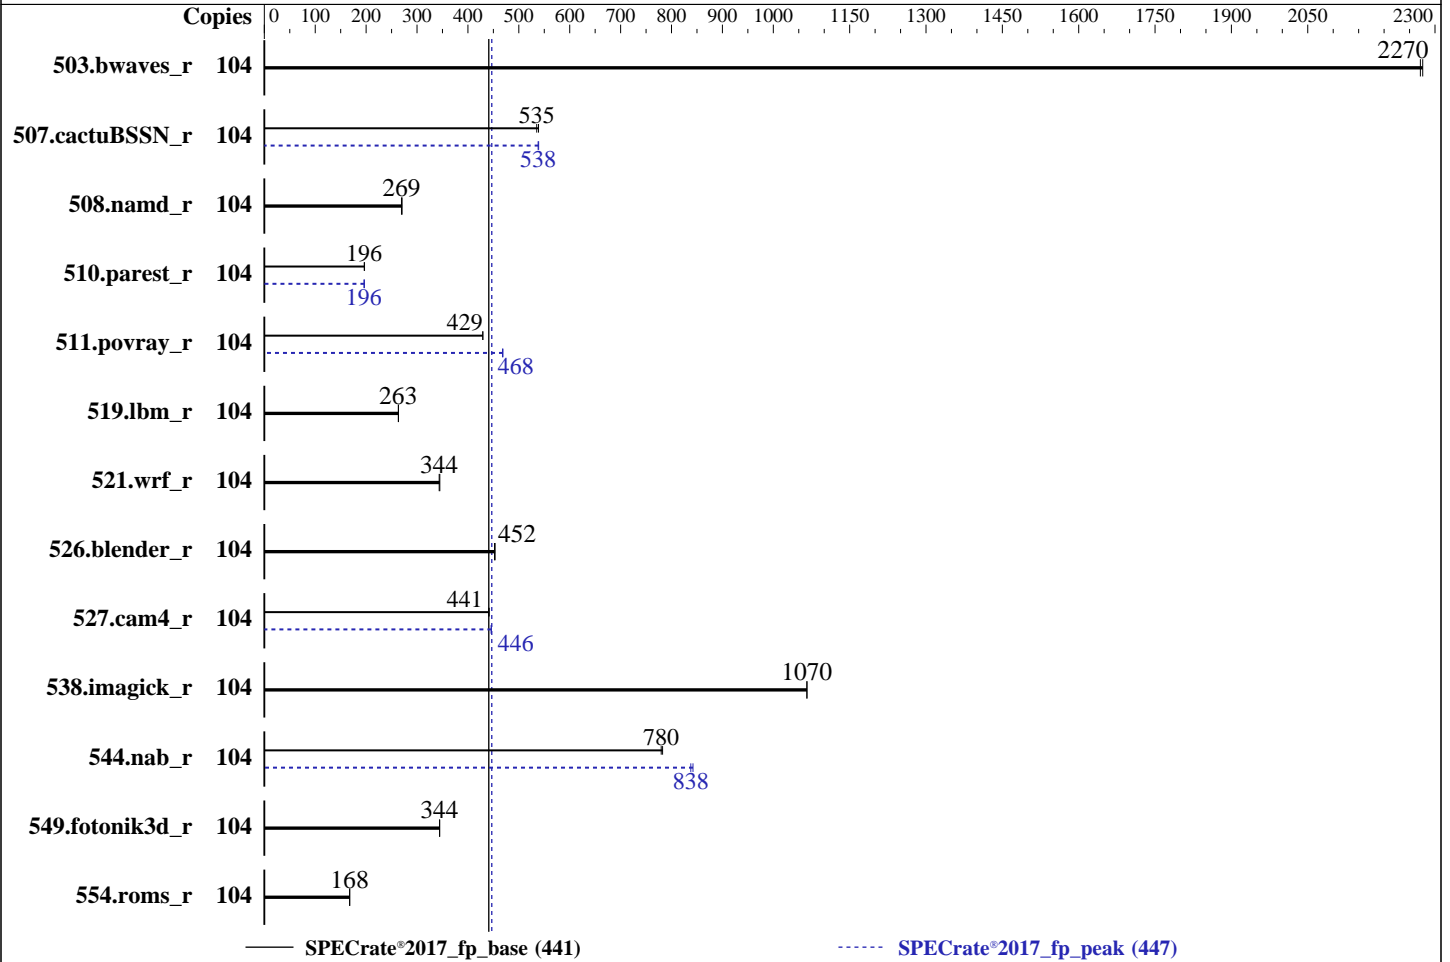 Copies 0 100 200 300 400 500 600 700 800 900 1000 1150 1300 1450 1600 1750 1900 2050 2300
503.bwaves_r 104 2270
507.cactuBSSN_r 104 535
538
508.namd_r 104 269
510.parest_r 104 196
196
511.povray_r 104 429
468
519.lbm_r 104 263
521.wrf_r 104 344
526.blender_r 104 452
527.cam4_r 104 441
446
538.imagick_r 104 1070
544.nab_r 104 780
838
549.fotonik3d_r 104 344
554.roms_r 104 168
SPECrate®2017_fp_base (441) SPECrate®2017_fp_peak (447)